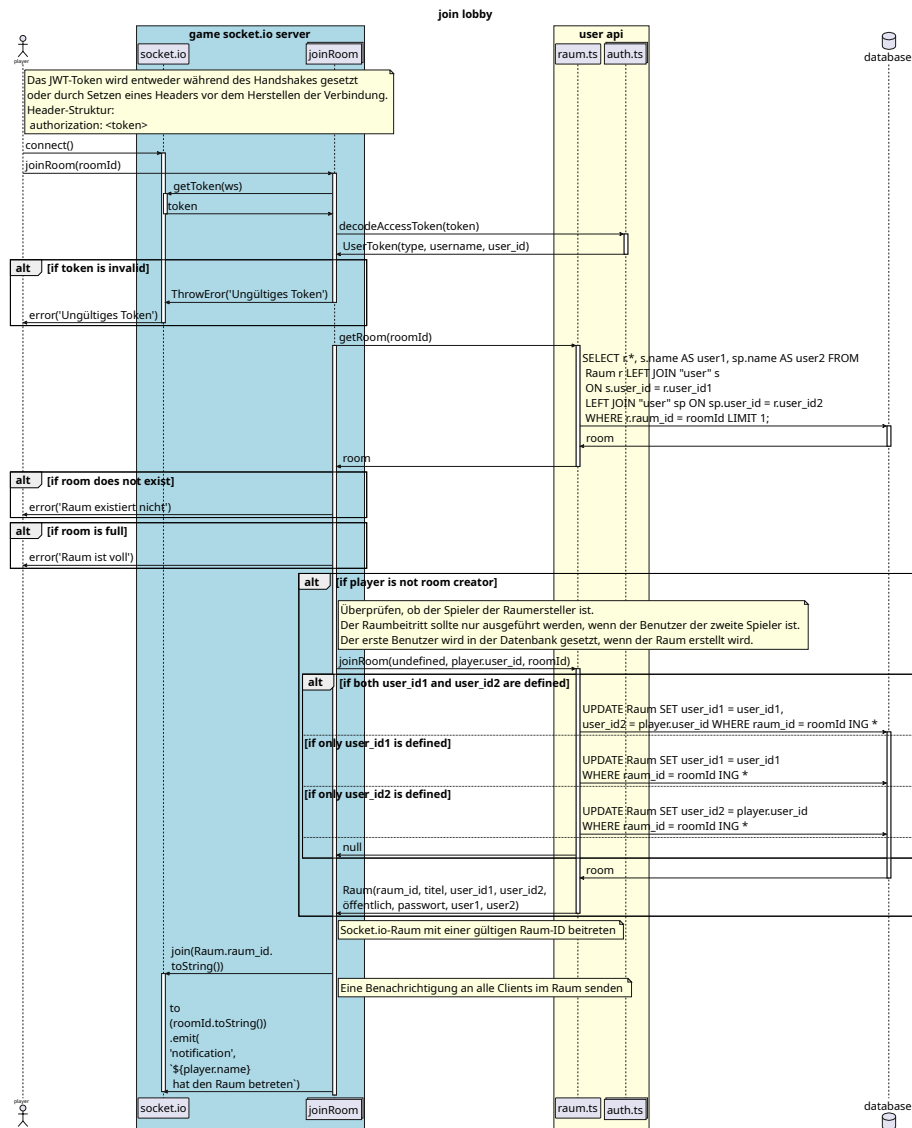 join lobby
game socket.io server
user api
player
socket.io
joinRoom
raum.ts
auth.ts
database
Das JWT-Token wird entweder während des Handshakes gesetzt
oder durch Setzen eines Headers vor dem Herstellen der Verbindung.
Header-Struktur:
authorization: <token>
connect()
joinRoom(roomId)
getToken(ws)
token
decodeAccessToken(token)
UserToken(type, username, user_id)
alt [if token is invalid]
ThrowEror('Ungültiges Token')
error('Ungültiges Token')
getRoom(roomId)
SELECT r.*, s.name AS user1, sp.name AS user2 FROM
Raum r LEFT JOIN "user" s
ON s.user_id = r.user_id1
LEFT JOIN "user" sp ON sp.user_id = r.user_id2
WHERE r.raum_id = roomId LIMIT 1;
room
room
alt [if room does not exist]
error('Raum existiert nicht')
alt [if room is full]
error('Raum ist voll')
alt [if player is not room creator]
Überprüfen, ob der Spieler der Raumersteller ist.
Der Raumbeitritt sollte nur ausgeführt werden, wenn der Benutzer der zweite Spieler ist.
Der erste Benutzer wird in der Datenbank gesetzt, wenn der Raum erstellt wird.
joinRoom(undefined, player.user_id, roomId)
alt [if both user_id1 and user_id2 are defined]
UPDATE Raum SET user_id1 = user_id1,
user_id2 = player.user_id WHERE raum_id = roomId ING *
[if only user_id1 is defined]
UPDATE Raum SET user_id1 = user_id1
WHERE raum_id = roomId ING *
[if only user_id2 is defined]
UPDATE Raum SET user_id2 = player.user_id
WHERE raum_id = roomId ING *
null
room
Raum(raum_id, titel, user_id1, user_id2,
öffentlich, passwort, user1, user2)
Socket.io-Raum mit einer gültigen Raum-ID beitreten
join(Raum.raum_id.
toString())
Eine Benachrichtigung an alle Clients im Raum senden
to
(roomId.toString())
.emit(
'notification',
`${player.name}
hat den Raum betreten`)
player
socket.io
joinRoom
raum.ts
auth.ts
database